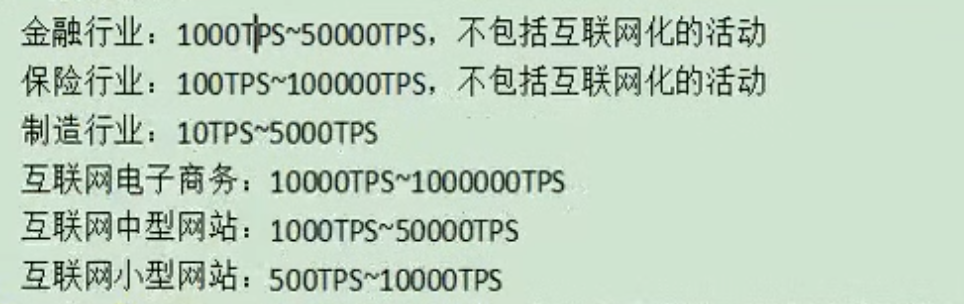 金融行业：1000TPS~50000TPS，不包括互联网化的活动
保险行业：100TPS~100000TPS，不包括互联网化的活动
制造行业：10TPS~5000TPS
互联网电子商务：10000TPS~1000000TPS
互联网中型网站：1000TPS~50000TPS
互联网小型网站：500TPS~10000TPS